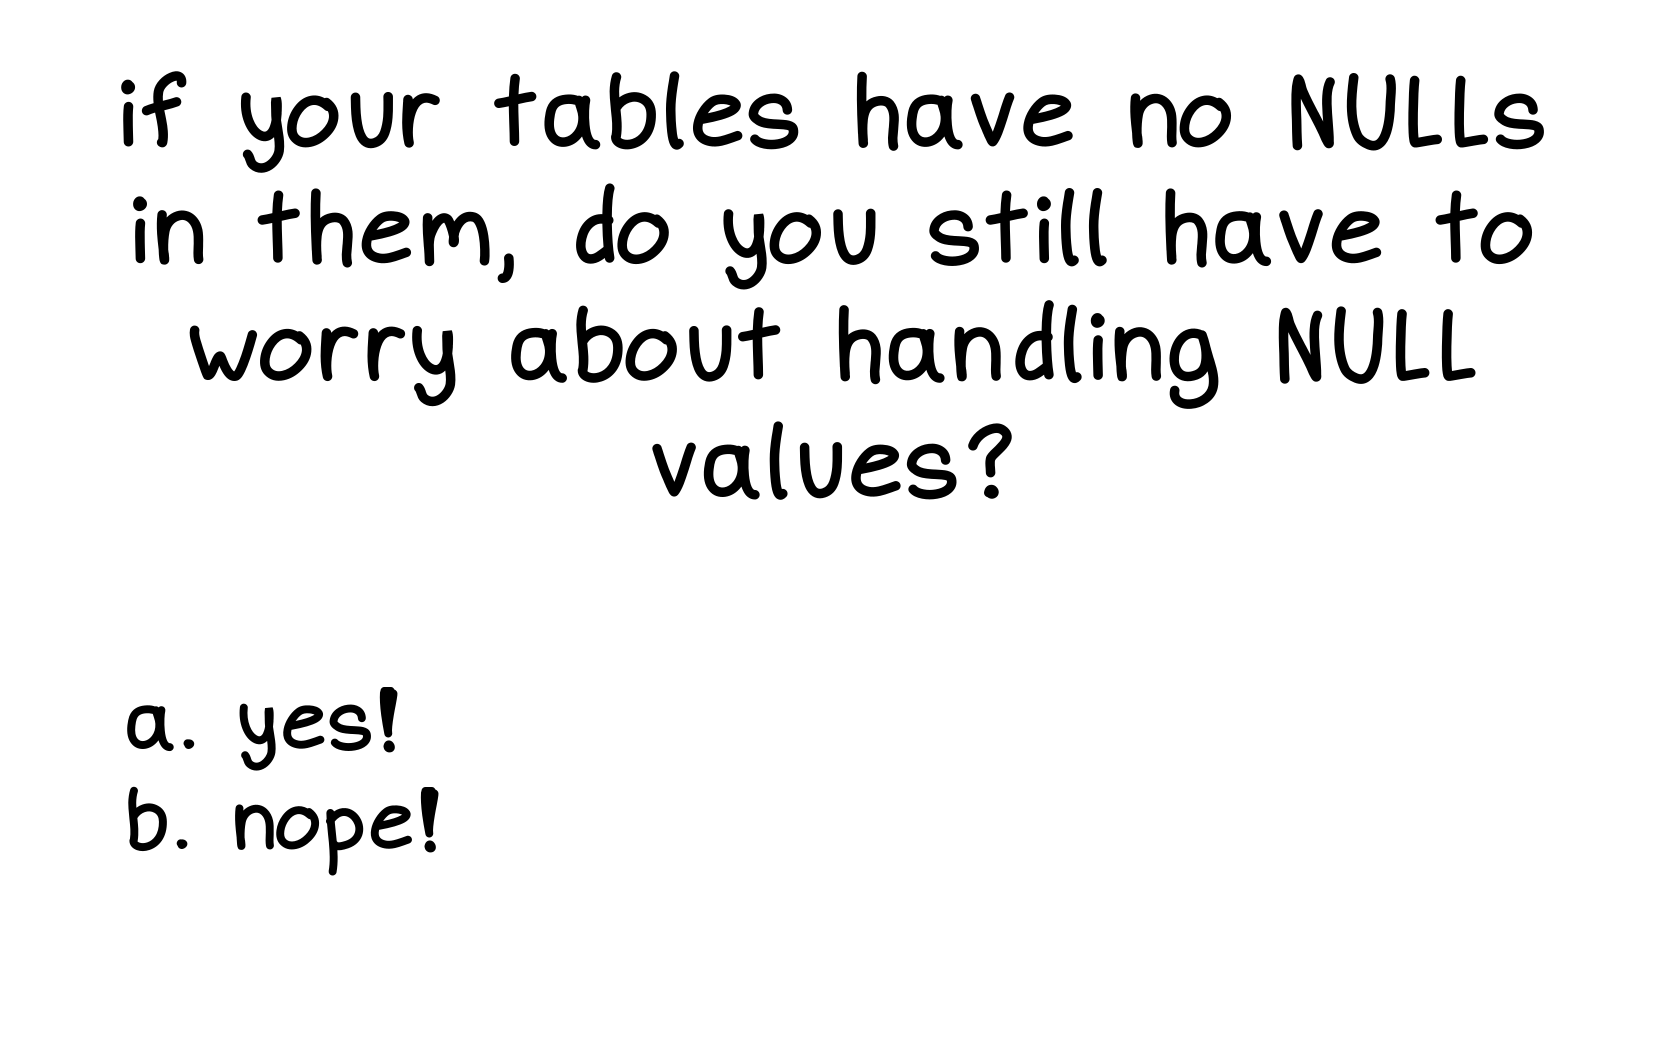 if your tables have no NULLs
in them, do you still have to
worry about handling NULL
values?
a. yes!
b. nope!